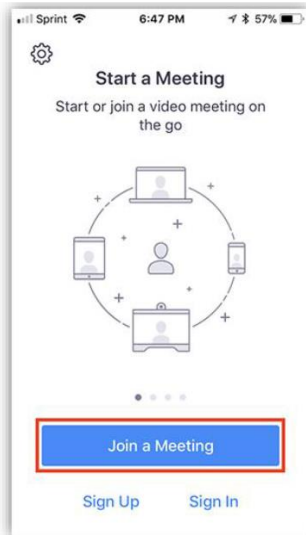 Sprint 6:47 PM 57%
Start a Meeting
Start or join a video meeting on
the go
Join a Meeting
Sign Up Sign In